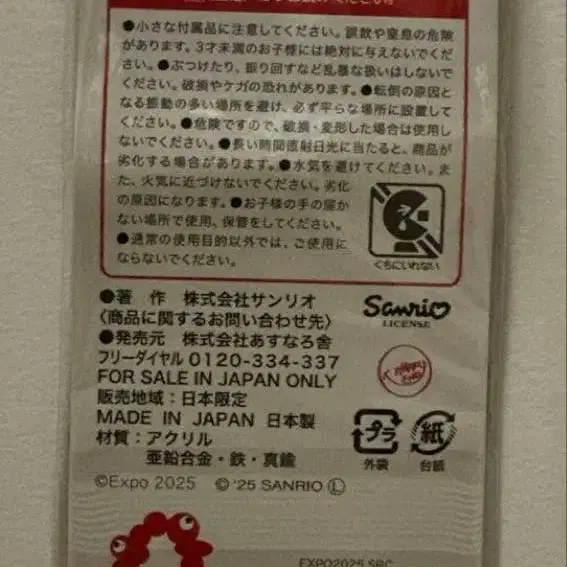 ●小さな付属品に注意してください。誤飲や窒息の危険
があります。3才未満のお子様には絶対に与えないでくだ
さい。●ぶつけたり、振り回すなど乱暴な扱いはしないで
ください。破損やケガの恐れがあります。●転倒の原因と
なる振動の多い場所を避け、必ず平らな場所に設置して
ください。●危険ですので、破損・変形した場合は使用し
ないでください。●長い時間直射日光に当たると、商品が
劣化する場合があります。●水気を避けてください。ま
た、火気に近づけないでください。劣化
の原因になります。●お子様の手の届か
ない場所で使用、保管をしてください。
●通常の使用目的以外では、ご使用に
ならないでください。
くちにいれない
●著 作 株式会社サンリオ
〈商品に関するお問い合わせ先〉
●発売元 株式会社あすなろ舎
フリーダイヤル 0120-334-337
FOR SALE IN JAPAN ONLY
販売地域:日本限定
MADE IN JAPAN 日本製
材質:アクリル
亜鉛合金・鉄・真鍮
Sanrio
LICENSE
プラ
外袋
紙
台紙
©Expo 2025 © '25 SANRIO Ⓛ
EXPO2025 SRC